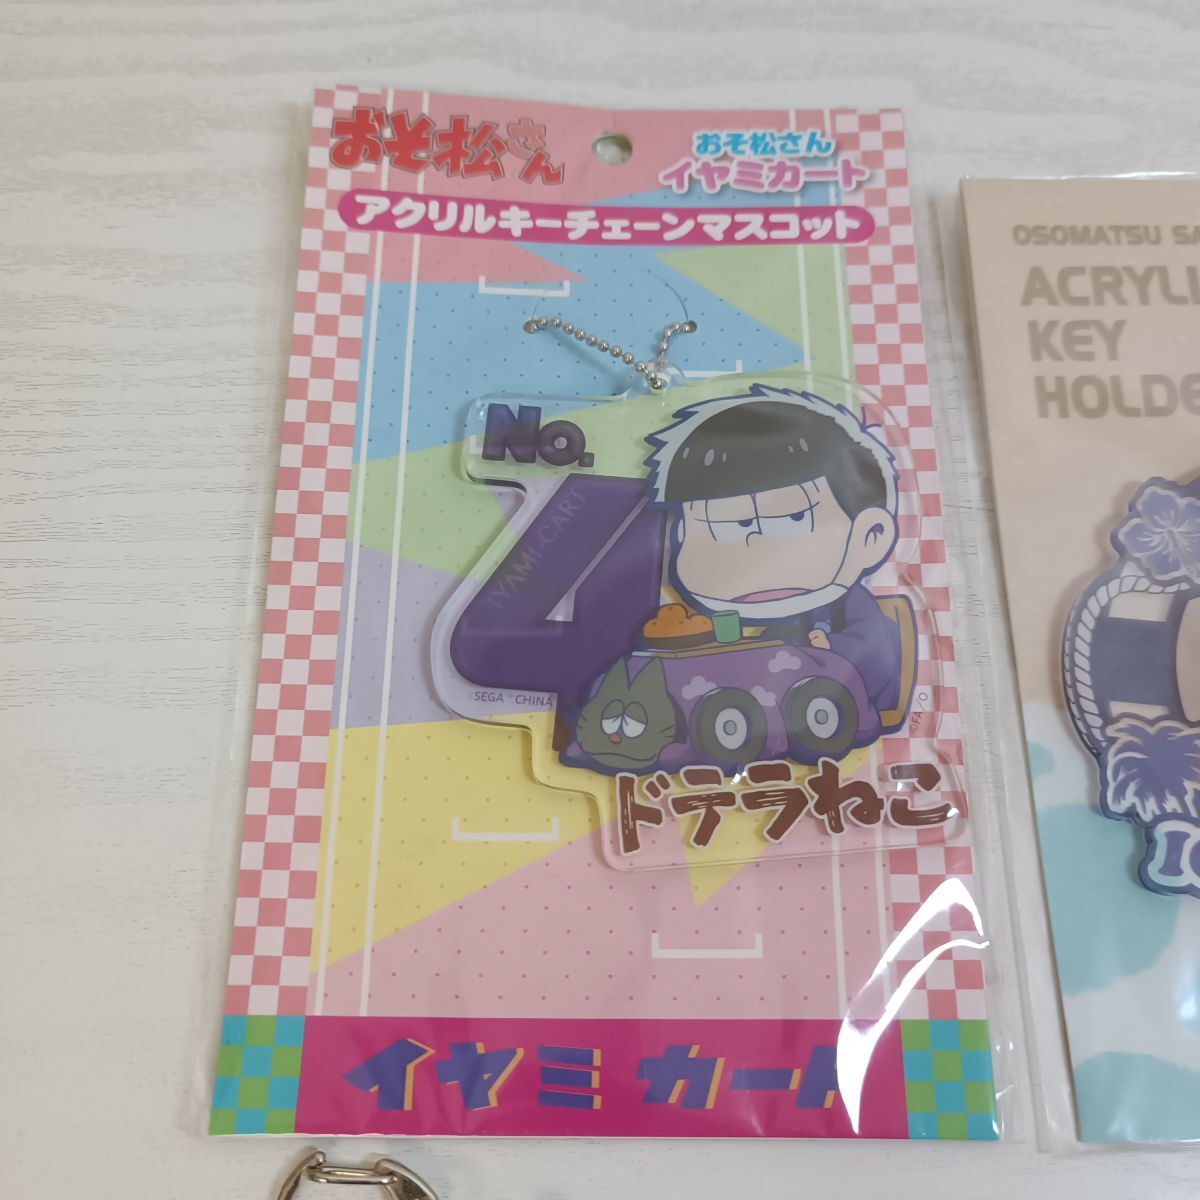 おそ松さん
おそ松さん
イヤミカート
アクリルキーチェーンマスコット
No.
4
IYAMI-CART
SEGA
CHINA
©FA/O
ドテラねこ
イヤミカート
OSOMATSU
ACRYLI
KEY
HOLDE